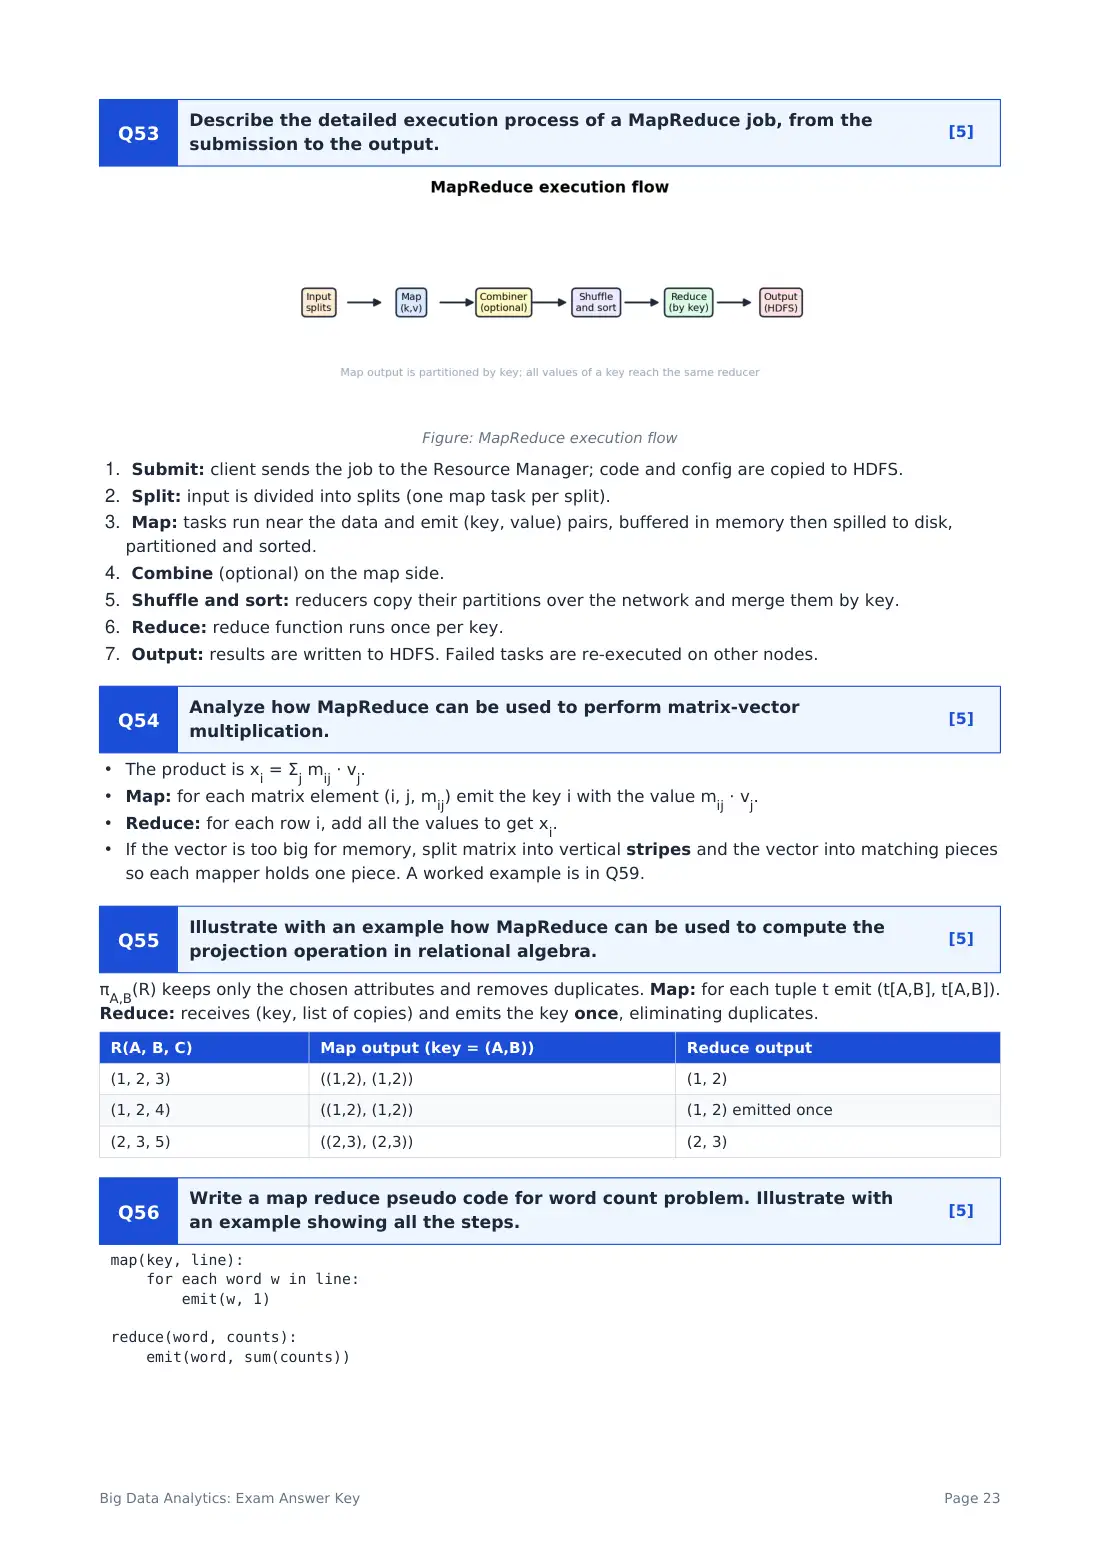 Q53
Describe the detailed execution process of a MapReduce job, from the
submission to the output.
[5]
MapReduce execution flow
Input
splits
Map
(k,v)
Combiner
(optional)
Shuffle
and sort
Reduce
(by key)
Output
(HDFS)
Map output is partitioned by key; all values of a key reach the same reducer
Figure: MapReduce execution flow
1. Submit: client sends the job to the Resource Manager; code and config are copied to HDFS.
2. Split: input is divided into splits (one map task per split).
3. Map: tasks run near the data and emit (key, value) pairs, buffered in memory then spilled to disk,
partitioned and sorted.
4. Combine (optional) on the map side.
5. Shuffle and sort: reducers copy their partitions over the network and merge them by key.
6. Reduce: reduce function runs once per key.
7. Output: results are written to HDFS. Failed tasks are re-executed on other nodes.
Q54
Analyze how MapReduce can be used to perform matrix-vector
multiplication.
[5]
• The product is xᵢ = Σⱼ mᵢⱼ · vⱼ.
• Map: for each matrix element (i, j, mᵢⱼ) emit the key i with the value mᵢⱼ · vⱼ.
• Reduce: for each row i, add all the values to get xᵢ.
• If the vector is too big for memory, split matrix into vertical stripes and the vector into matching pieces
so each mapper holds one piece. A worked example is in Q59.
Q55
Illustrate with an example how MapReduce can be used to compute the
projection operation in relational algebra.
[5]
π_A,B(R) keeps only the chosen attributes and removes duplicates. Map: for each tuple t emit (t[A,B], t[A,B]).
Reduce: receives (key, list of copies) and emits the key once, eliminating duplicates.
R(A, B, C) Map output (key = (A,B)) Reduce output
(1, 2, 3) ((1,2), (1,2)) (1, 2)
(1, 2, 4) ((1,2), (1,2)) (1, 2) emitted once
(2, 3, 5) ((2,3), (2,3)) (2, 3)
Q56
Write a map reduce pseudo code for word count problem. Illustrate with
an example showing all the steps.
[5]
map(key, line):
    for each word w in line:
        emit(w, 1)
reduce(word, counts):
    emit(word, sum(counts))
Big Data Analytics: Exam Answer Key Page 23